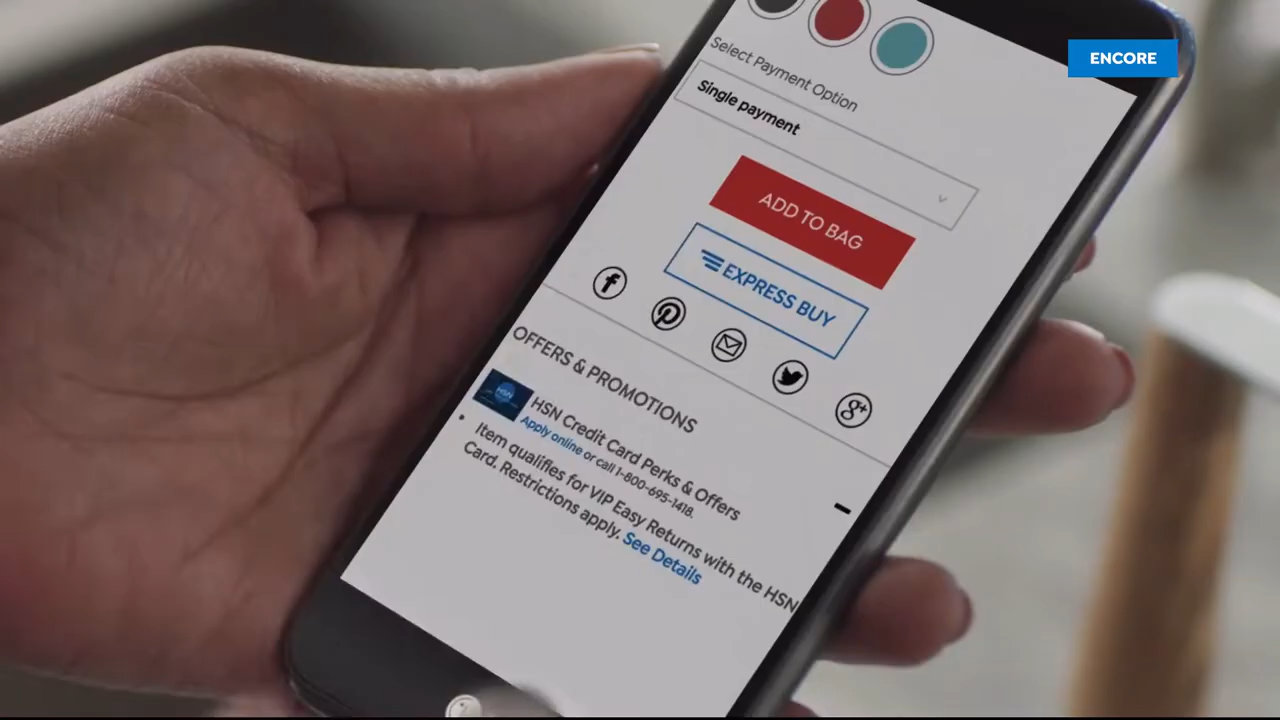 ENCORE
Select Payment Option
Single payment
ADD TO BAG
EXPRESS BUY
OFFERS & PROMOTIONS
HSN
HSN Credit Card Perks & Offers
Apply online or call 1-800-695-1418.
Item qualifies for VIP Easy Returns with the HSN
Card. Restrictions apply. See Details